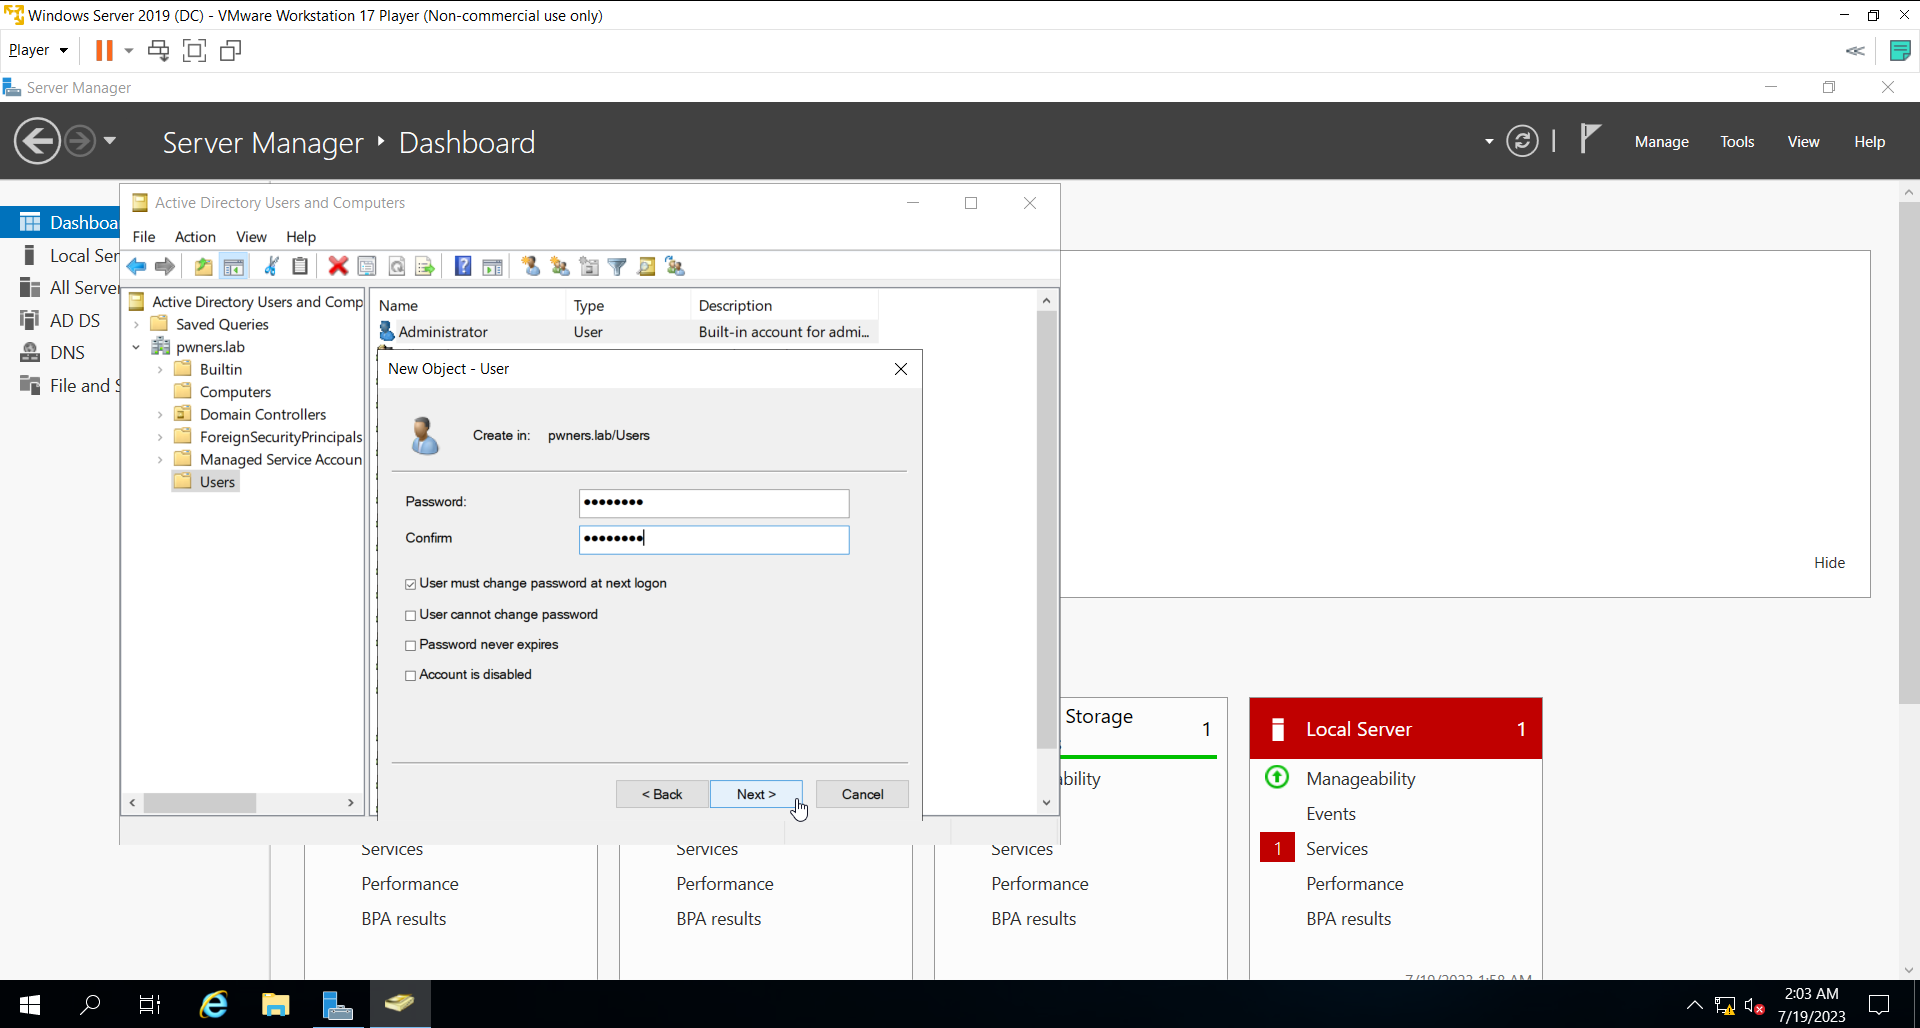 Windows Server 2019 (DC) - VMware Workstation 17 Player (Non-commercial use only)
Player
Server Manager
Server Manager Dashboard
Manage Tools View Help
Dashboa
Local Ser
All Server
AD DS
DNS
File and S
Active Directory Users and Computers
File Action View Help
Active Directory Users and Comp
Saved Queries
pwners.lab
Builtin
Computers
Domain Controllers
ForeignSecurityPrincipals
Managed Service Accoun
Users
Name Type Description
Administrator User Built-in account for admi...
New Object - User
Create in: pwners.lab/Users
Password:
Confirm
User must change password at next logon
User cannot change password
Password never expires
Account is disabled
< Back Next > Cancel
Hide
Storage 1
bility
Services
Performance
BPA results
Services
Performance
BPA results
Services
Performance
BPA results
Local Server 1
Manageability
Events
1 Services
Performance
BPA results
2:03 AM
7/19/2023